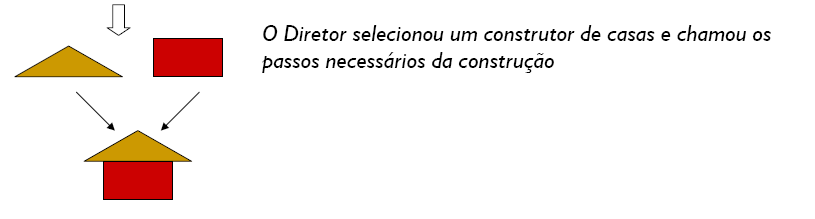 O Diretor selecionou um construtor de casas e chamou os
passos necessários da construção